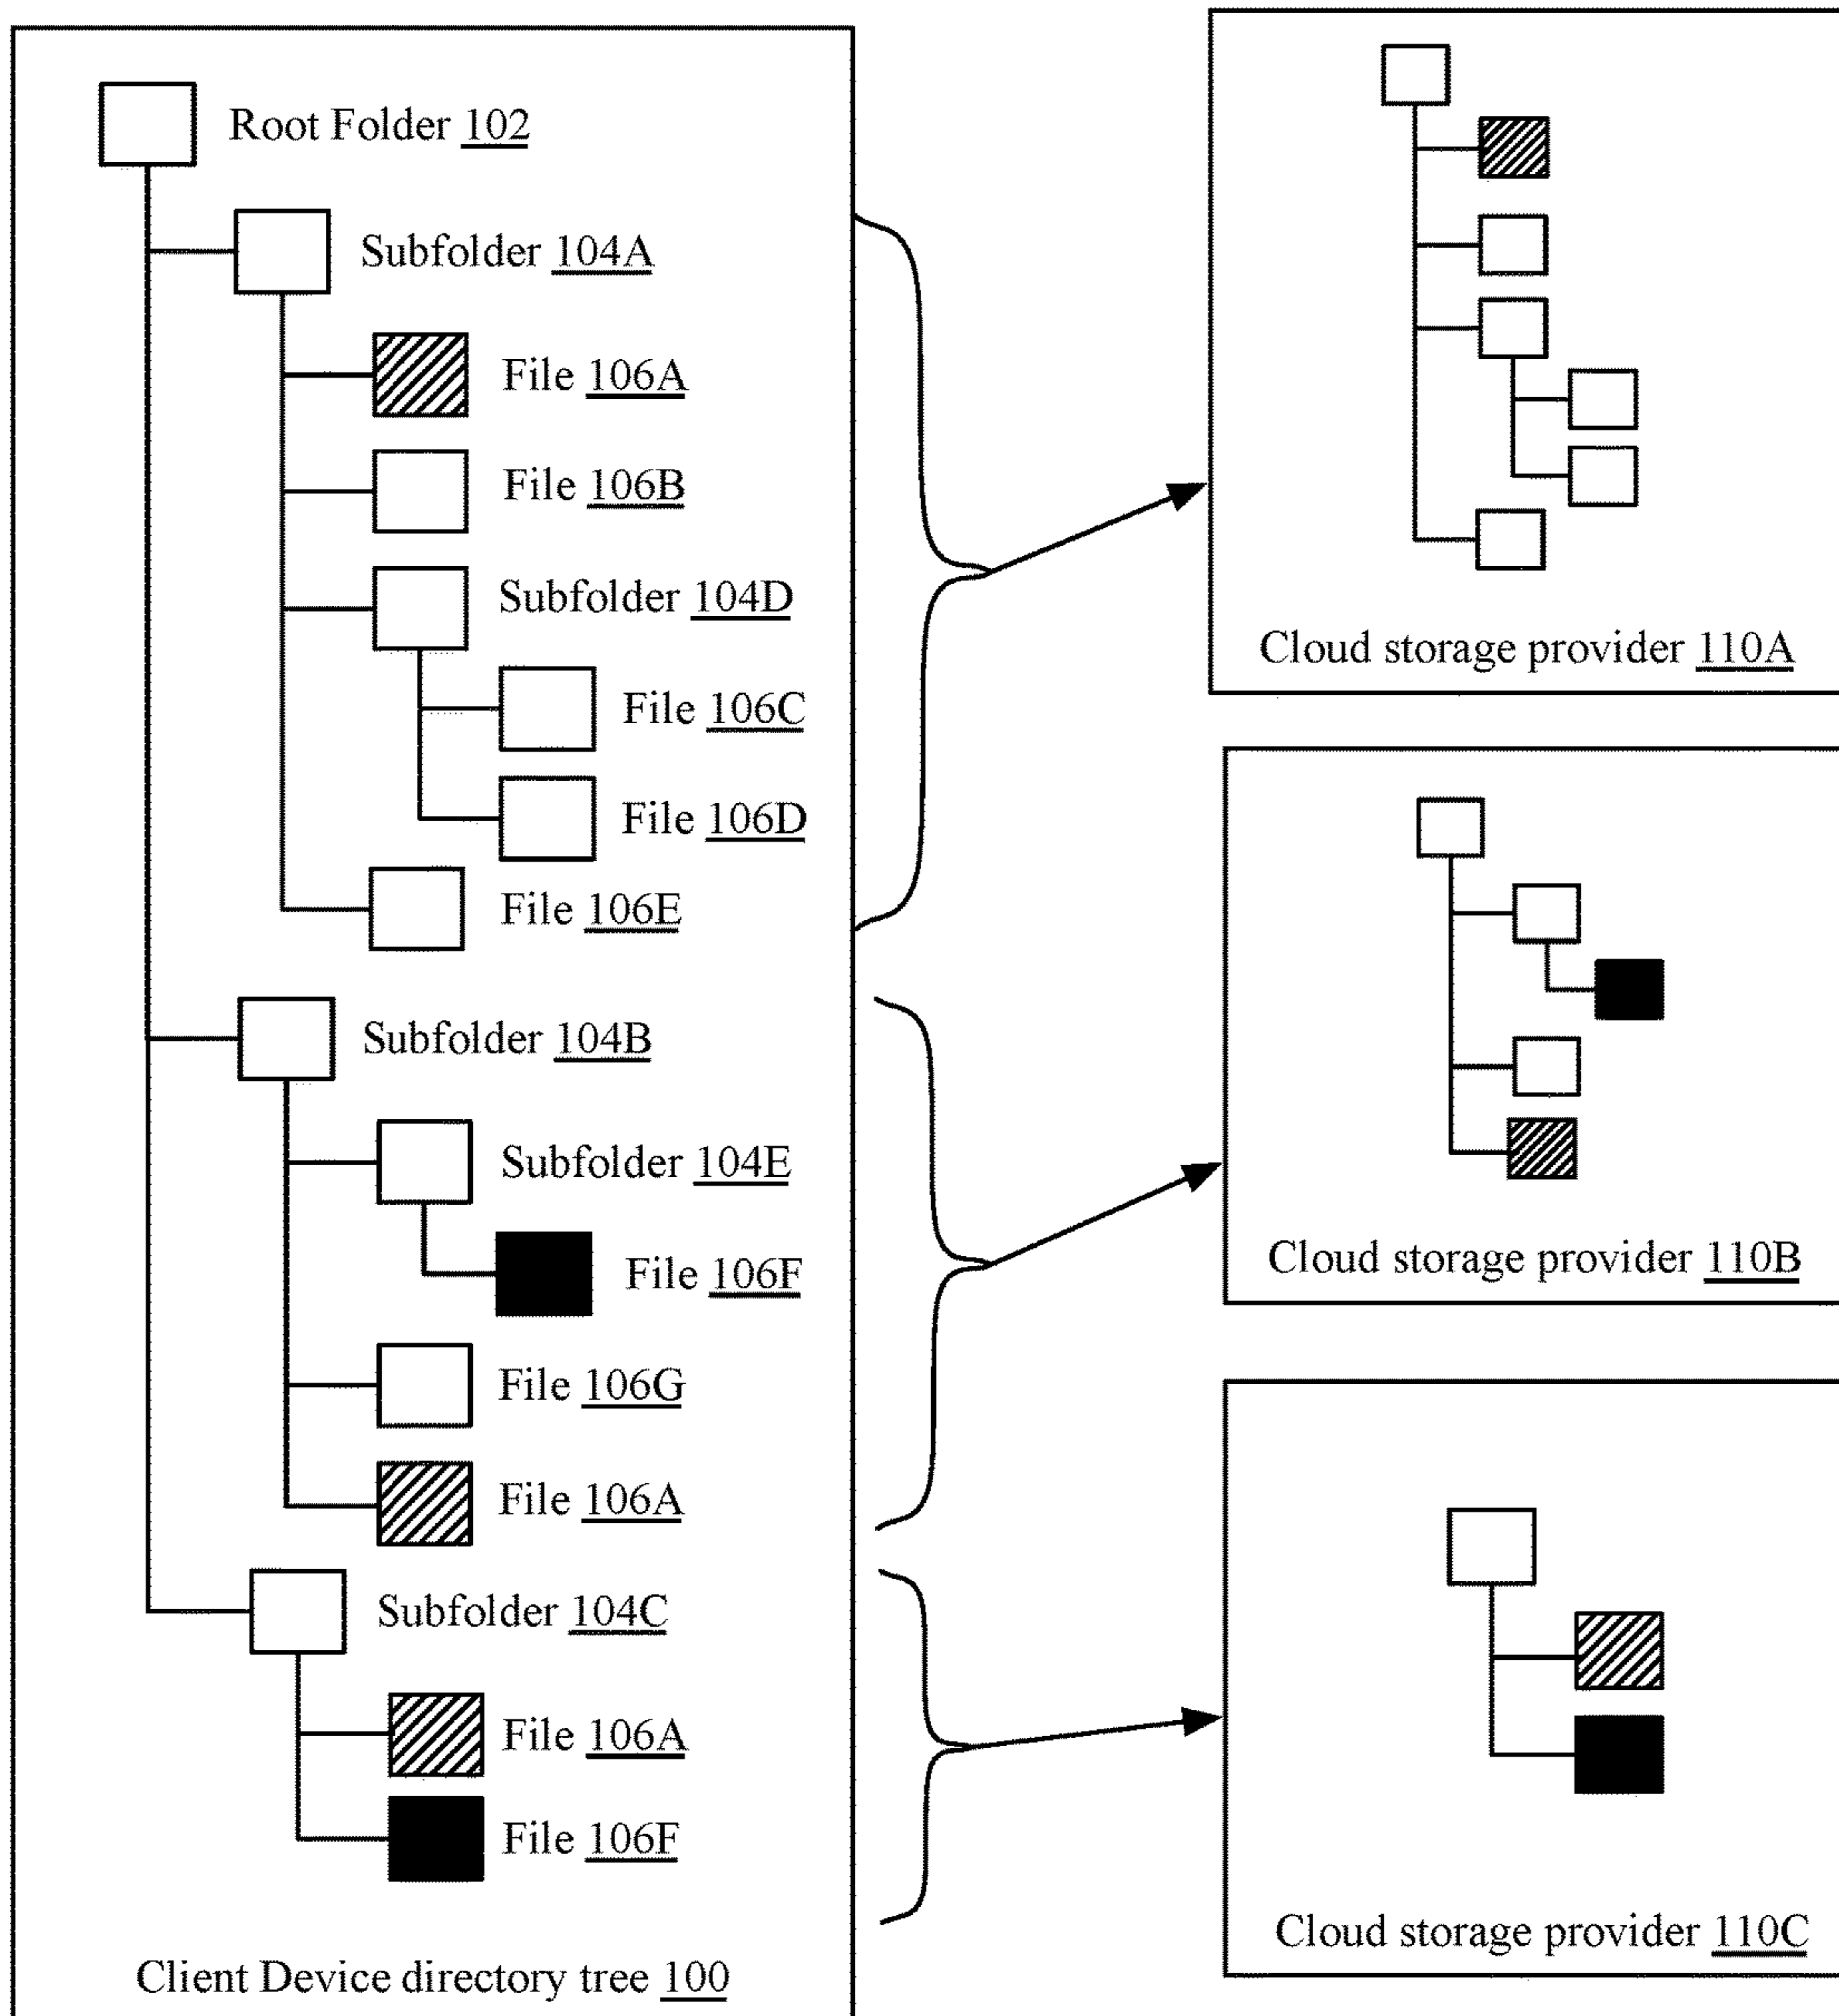 Root Folder 102
Subfolder 104A
File 106A
File 106B
Subfolder 104D
File 106C
File 106D
File 106E
Subfolder 104B
Subfolder 104E
File 106F
File 106G
File 106A
Subfolder 104C
File 106A
File 106F
Client Device directory tree 100
Cloud storage provider 110A
Cloud storage provider 110B
Cloud storage provider 110C